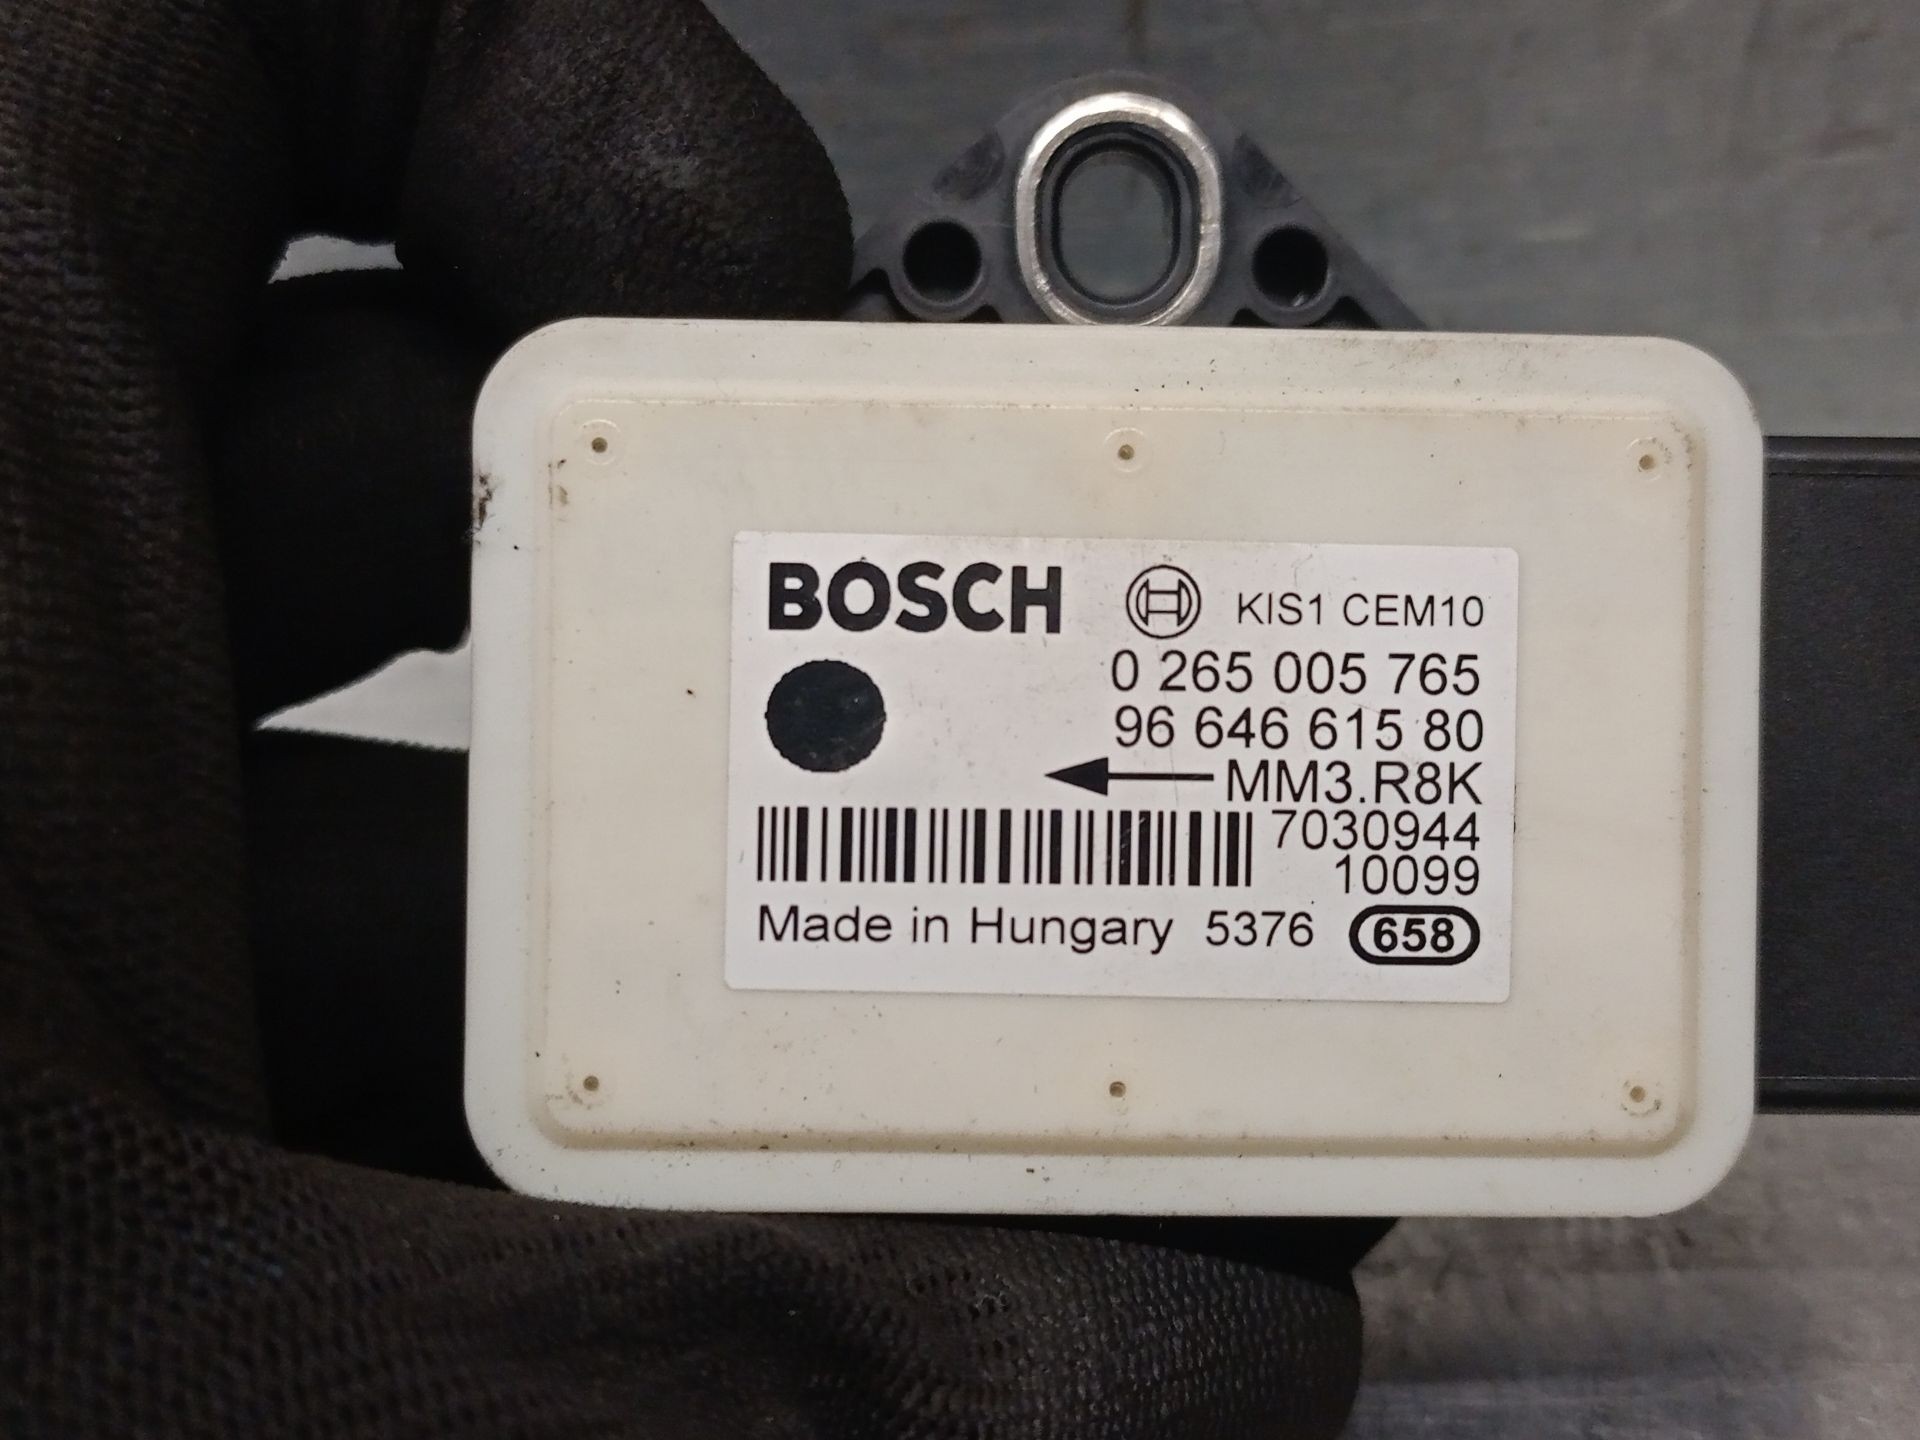 BOSCH KIS1 CEM10
0 265 005 765
96 646 615 80
MM3.R8K
7030944
10099
Made in Hungary 5376 658